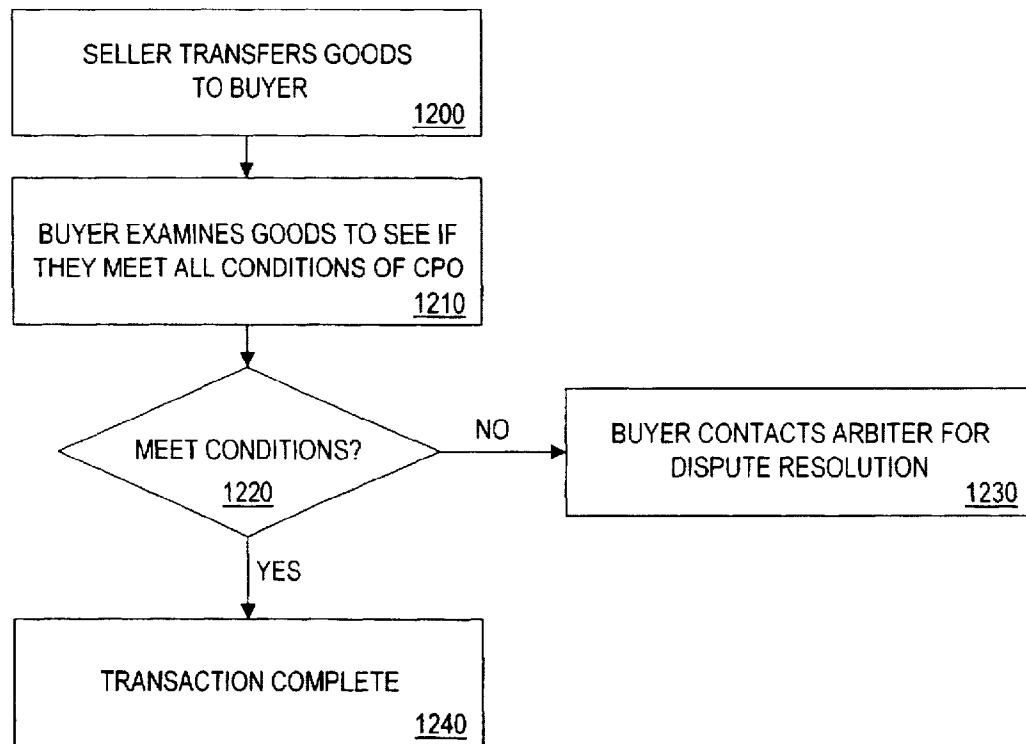 SELLER TRANSFERS GOODS
TO BUYER
1200
BUYER EXAMINES GOODS TO SEE IF
THEY MEET ALL CONDITIONS OF CPO
1210
MEET CONDITIONS?
1220
NO
BUYER CONTACTS ARBITER FOR
DISPUTE RESOLUTION
1230
YES
TRANSACTION COMPLETE
1240